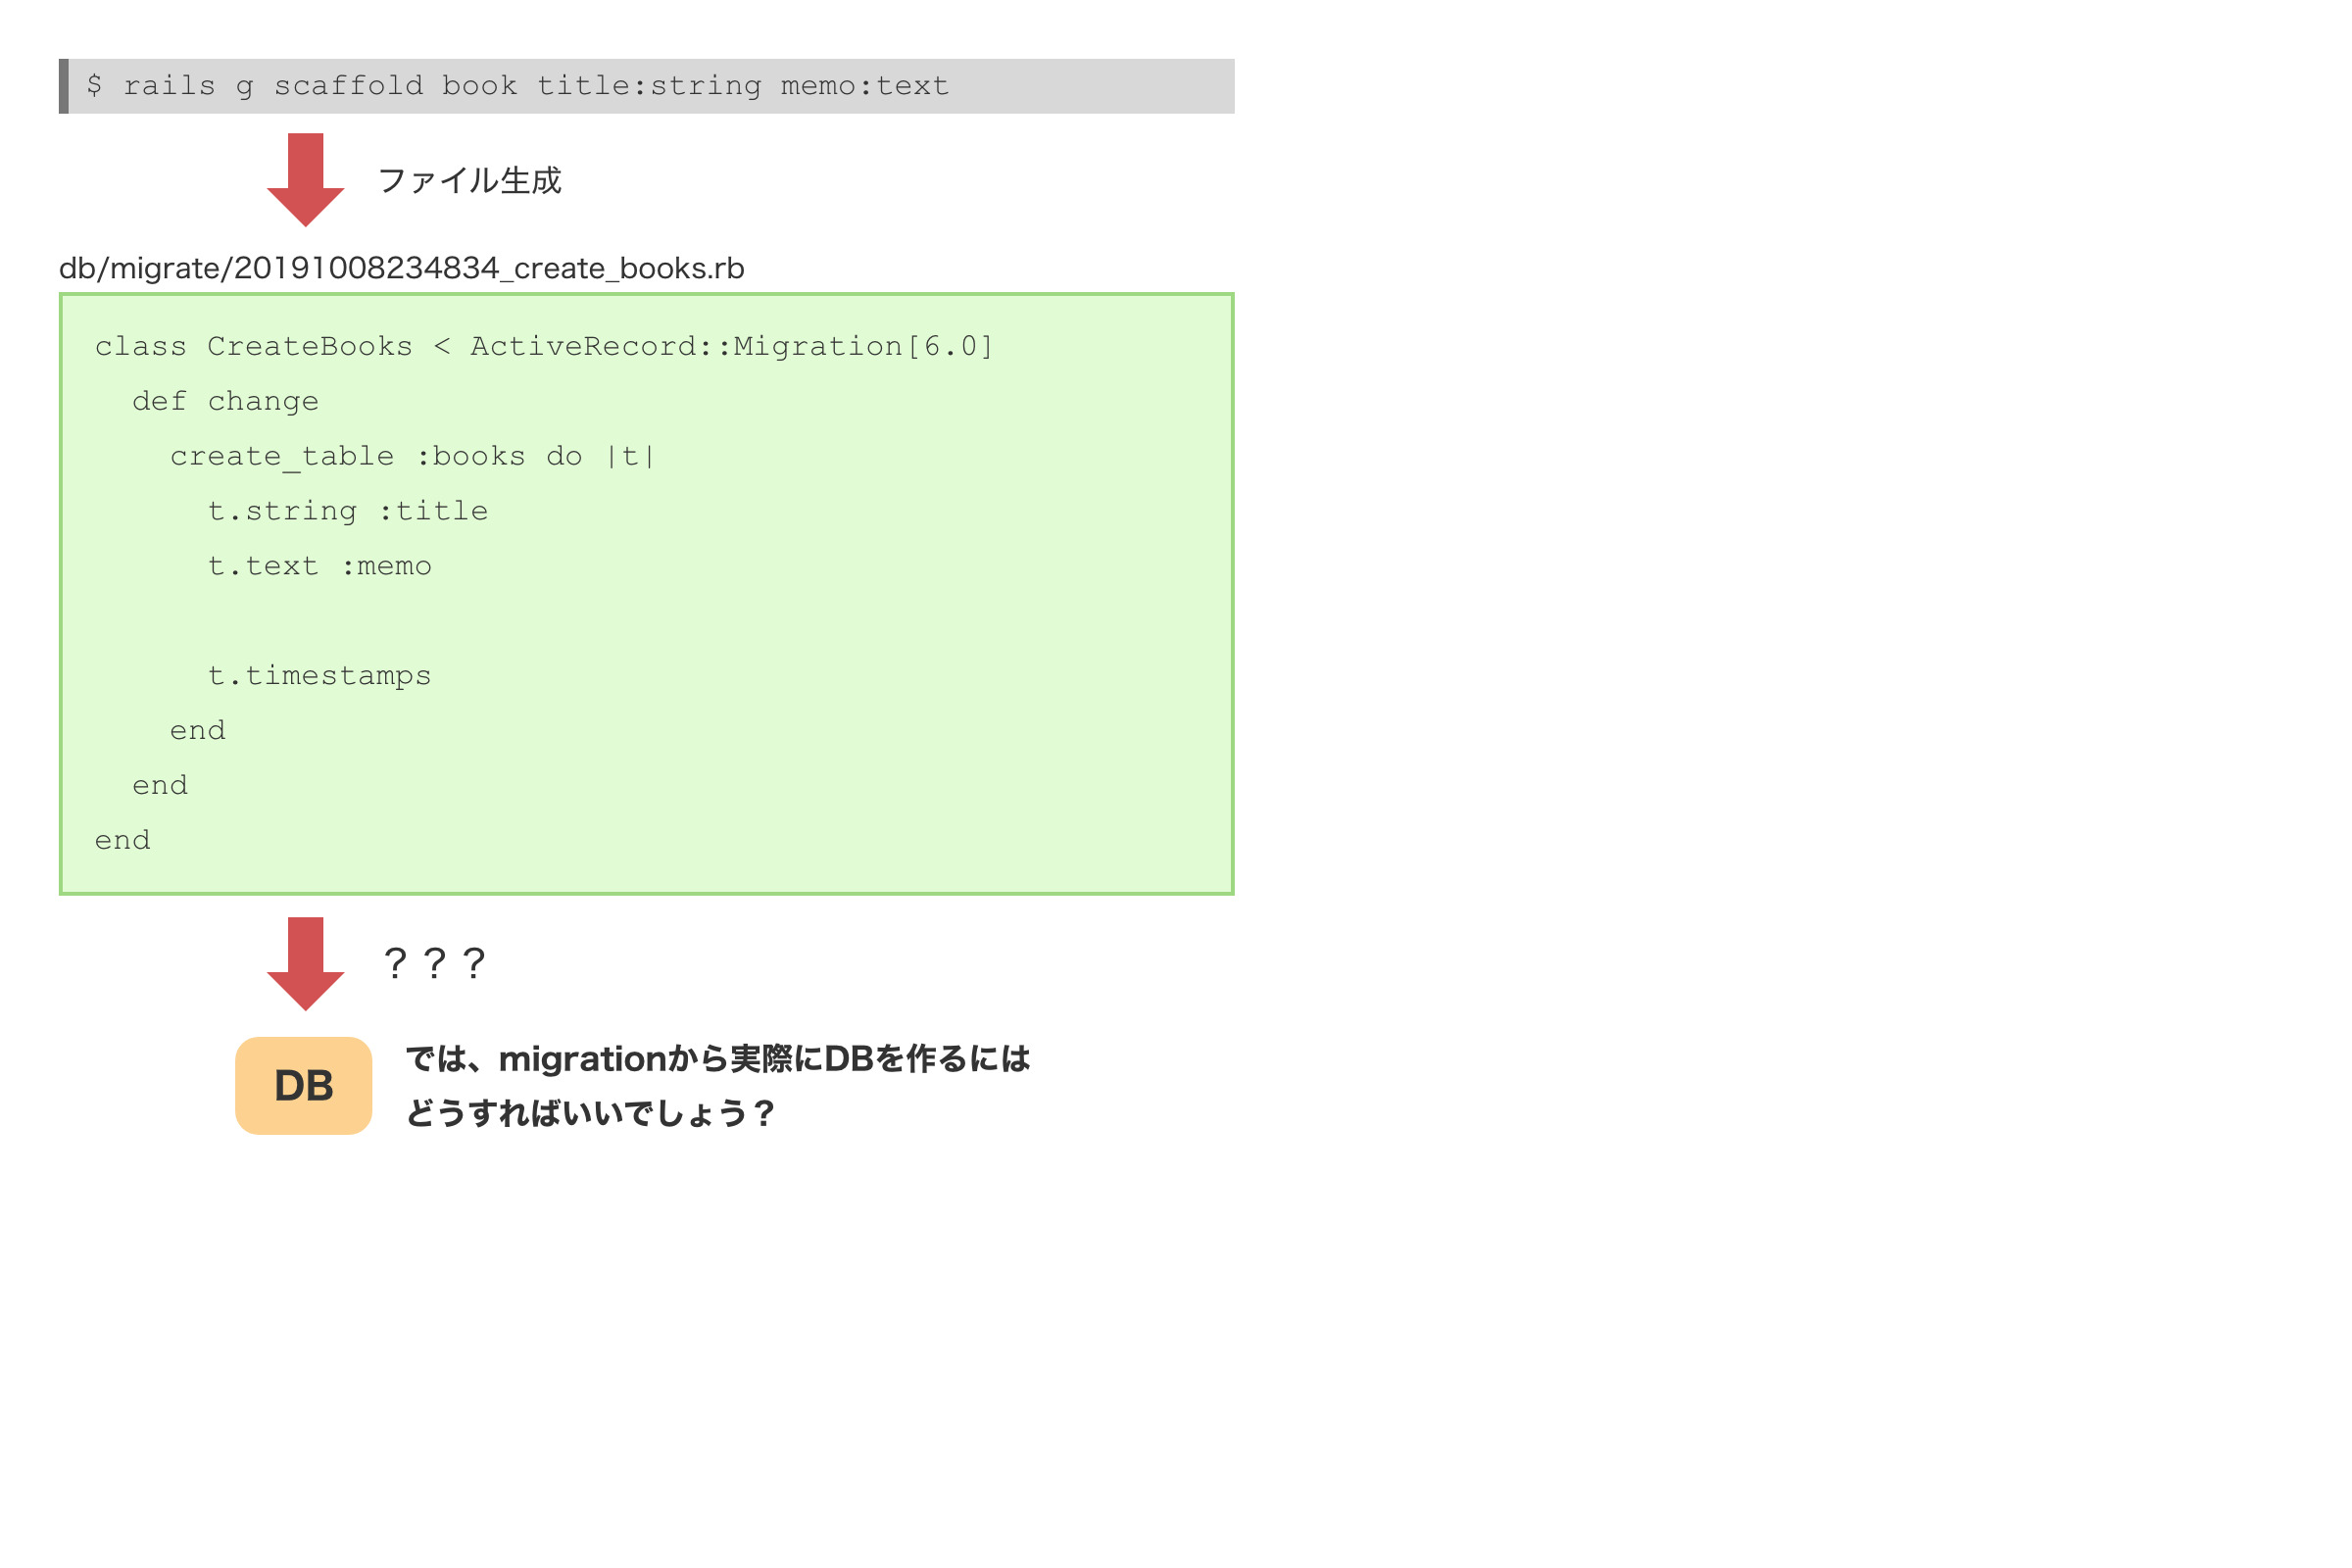 $ rails g scaffold book title:string memo:text
ファイル生成
db/migrate/20191008234834_create_books.rb
class CreateBooks < ActiveRecord::Migration[6.0]
  def change
    create_table :books do |t|
      t.string :title
      t.text :memo

      t.timestamps
    end
  end
end
？？？
DB
では、migrationから実際にDBを作るには
どうすればいいでしょう？